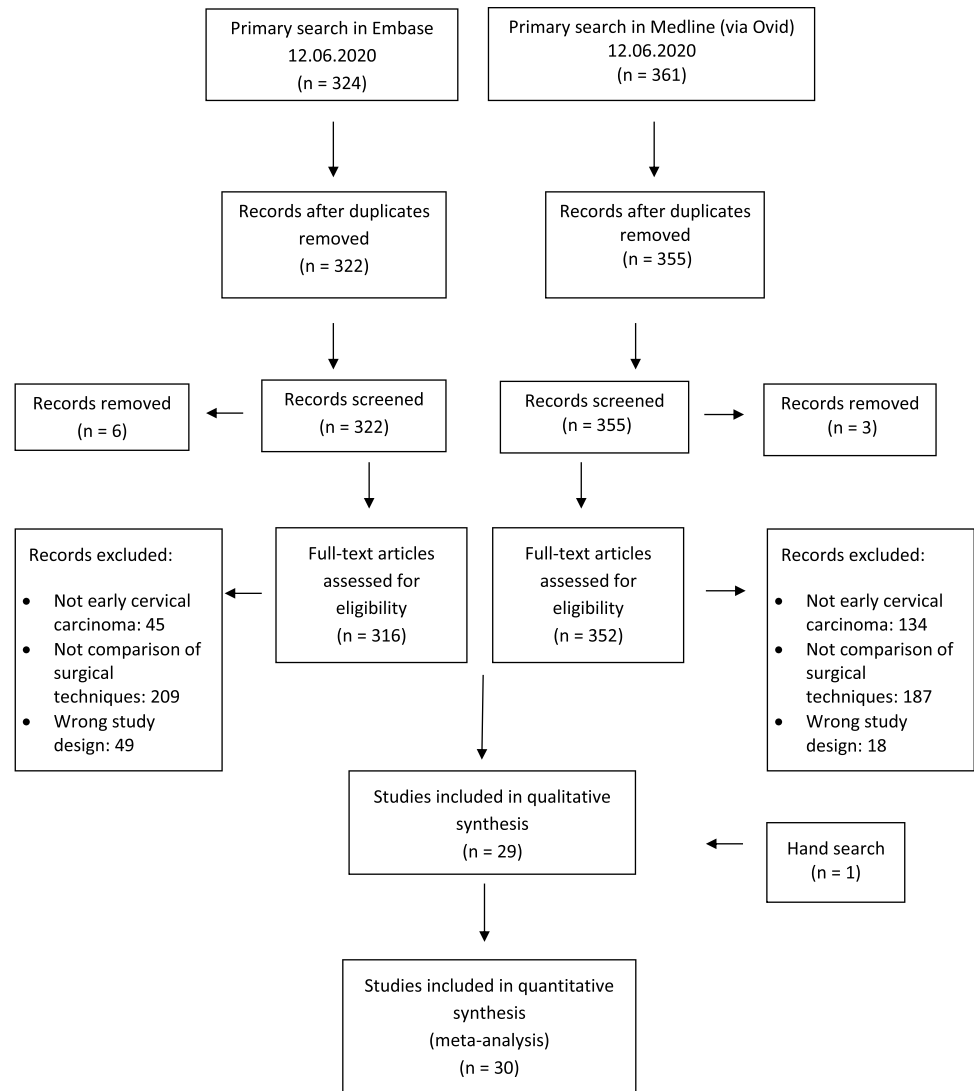 Primary search in Embase
12.06.2020
(n = 324)
Primary search in Medline (via Ovid)
12.06.2020
(n = 361)
Records after duplicates
removed
(n = 322)
Records after duplicates
removed
(n = 355)
Records removed
(n = 6)
Records screened
(n = 322)
Records screened
(n = 355)
Records removed
(n = 3)
Records excluded:
• Not early cervical
carcinoma: 45
• Not comparison of
surgical
techniques: 209
• Wrong study
design: 49
Full-text articles
assessed for
eligibility
(n = 316)
Full-text articles
assessed for
eligibility
(n = 352)
Records excluded:
• Not early cervical
carcinoma: 134
• Not comparison of
surgical
techniques: 187
• Wrong study
design: 18
Studies included in qualitative
synthesis
(n = 29)
Hand search
(n = 1)
Studies included in quantitative
synthesis
(meta-analysis)
(n = 30)